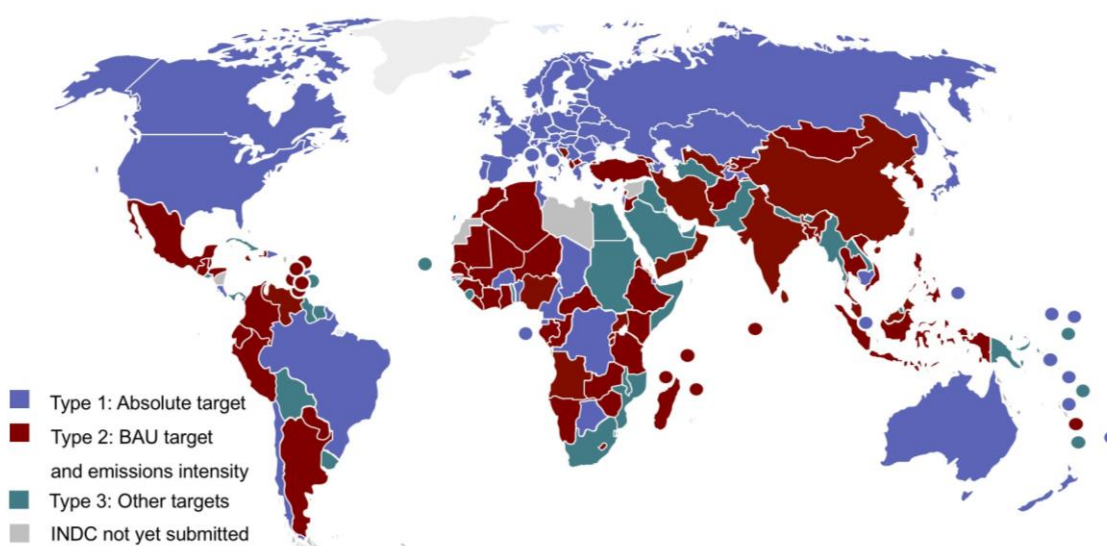 Type 1: Absolute target
Type 2: BAU target
and emissions intensity
Type 3: Other targets
INDC not yet submitted